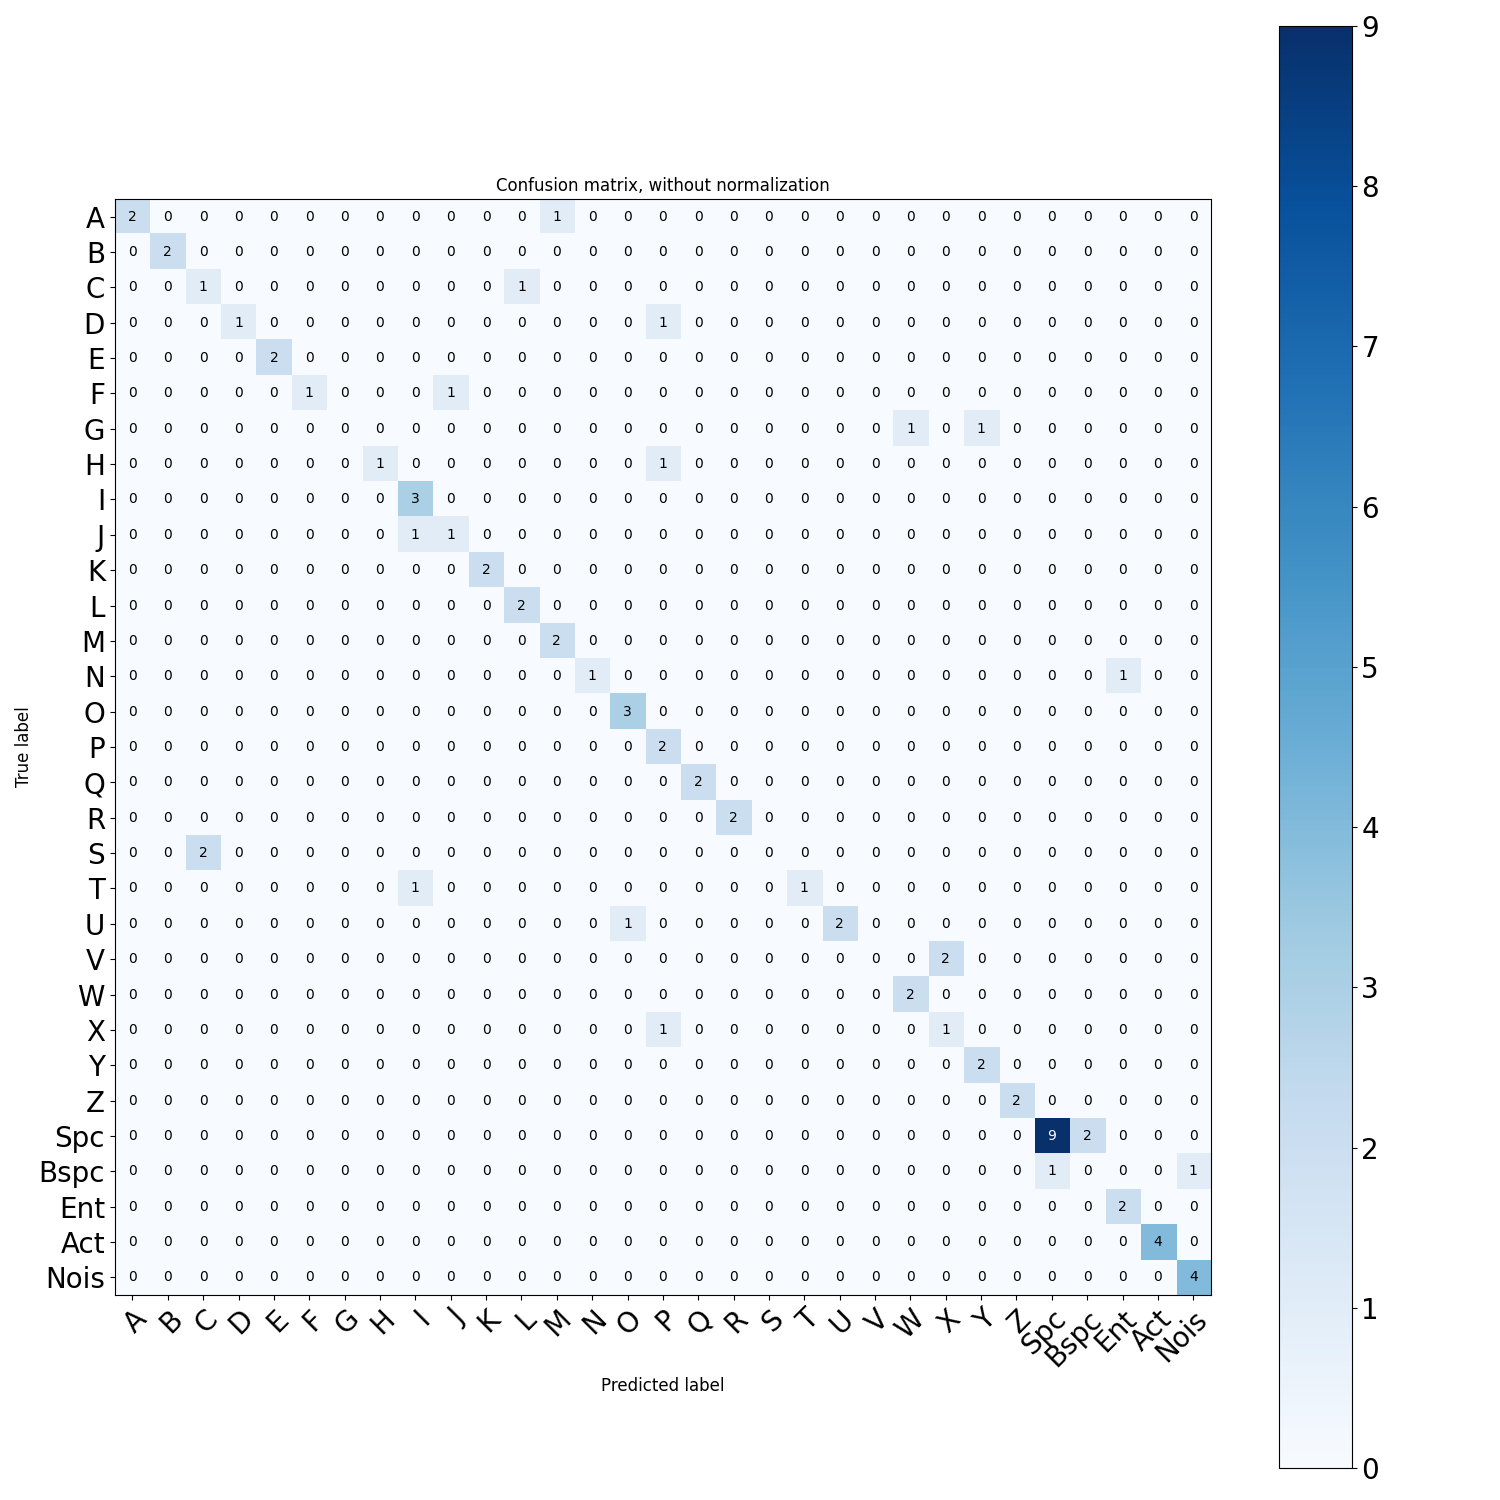 Confusion matrix, without normalization
A 2 0 0 0 0 0 0 0 0 0 0 0 1 0 0 0 0 0 0 0 0 0 0 0 0 0 0 0 0 0 0
B 0 2 0 0 0 0 0 0 0 0 0 0 0 0 0 0 0 0 0 0 0 0 0 0 0 0 0 0 0 0 0
C 0 0 1 0 0 0 0 0 0 0 0 1 0 0 0 0 0 0 0 0 0 0 0 0 0 0 0 0 0 0 0
D 0 0 0 1 0 0 0 0 0 0 0 0 0 0 0 1 0 0 0 0 0 0 0 0 0 0 0 0 0 0 0
E 0 0 0 0 2 0 0 0 0 0 0 0 0 0 0 0 0 0 0 0 0 0 0 0 0 0 0 0 0 0 0
F 0 0 0 0 0 1 0 0 0 1 0 0 0 0 0 0 0 0 0 0 0 0 0 0 0 0 0 0 0 0 0
G 0 0 0 0 0 0 0 0 0 0 0 0 0 0 0 0 0 0 0 0 0 0 1 0 1 0 0 0 0 0 0
H 0 0 0 0 0 0 0 1 0 0 0 0 0 0 0 1 0 0 0 0 0 0 0 0 0 0 0 0 0 0 0
I 0 0 0 0 0 0 0 0 3 0 0 0 0 0 0 0 0 0 0 0 0 0 0 0 0 0 0 0 0 0 0
J 0 0 0 0 0 0 0 0 1 1 0 0 0 0 0 0 0 0 0 0 0 0 0 0 0 0 0 0 0 0 0
K 0 0 0 0 0 0 0 0 0 0 2 0 0 0 0 0 0 0 0 0 0 0 0 0 0 0 0 0 0 0 0
L 0 0 0 0 0 0 0 0 0 0 0 2 0 0 0 0 0 0 0 0 0 0 0 0 0 0 0 0 0 0 0
M 0 0 0 0 0 0 0 0 0 0 0 0 2 0 0 0 0 0 0 0 0 0 0 0 0 0 0 0 0 0 0
N 0 0 0 0 0 0 0 0 0 0 0 0 0 1 0 0 0 0 0 0 0 0 0 0 0 0 0 0 1 0 0
O 0 0 0 0 0 0 0 0 0 0 0 0 0 0 3 0 0 0 0 0 0 0 0 0 0 0 0 0 0 0 0
P 0 0 0 0 0 0 0 0 0 0 0 0 0 0 0 2 0 0 0 0 0 0 0 0 0 0 0 0 0 0 0
Q 0 0 0 0 0 0 0 0 0 0 0 0 0 0 0 0 2 0 0 0 0 0 0 0 0 0 0 0 0 0 0
R 0 0 0 0 0 0 0 0 0 0 0 0 0 0 0 0 0 2 0 0 0 0 0 0 0 0 0 0 0 0 0
S 0 0 2 0 0 0 0 0 0 0 0 0 0 0 0 0 0 0 0 0 0 0 0 0 0 0 0 0 0 0 0
T 0 0 0 0 0 0 0 0 1 0 0 0 0 0 0 0 0 0 0 1 0 0 0 0 0 0 0 0 0 0 0
U 0 0 0 0 0 0 0 0 0 0 0 0 0 0 1 0 0 0 0 0 2 0 0 0 0 0 0 0 0 0 0
V 0 0 0 0 0 0 0 0 0 0 0 0 0 0 0 0 0 0 0 0 0 0 0 2 0 0 0 0 0 0 0
W 0 0 0 0 0 0 0 0 0 0 0 0 0 0 0 0 0 0 0 0 0 0 2 0 0 0 0 0 0 0 0
X 0 0 0 0 0 0 0 0 0 0 0 0 0 0 0 1 0 0 0 0 0 0 0 1 0 0 0 0 0 0 0
Y 0 0 0 0 0 0 0 0 0 0 0 0 0 0 0 0 0 0 0 0 0 0 0 0 2 0 0 0 0 0 0
Z 0 0 0 0 0 0 0 0 0 0 0 0 0 0 0 0 0 0 0 0 0 0 0 0 0 2 0 0 0 0 0
Spc 0 0 0 0 0 0 0 0 0 0 0 0 0 0 0 0 0 0 0 0 0 0 0 0 0 0 9 2 0 0 0
Bspc 0 0 0 0 0 0 0 0 0 0 0 0 0 0 0 0 0 0 0 0 0 0 0 0 0 0 1 0 0 0 1
Ent 0 0 0 0 0 0 0 0 0 0 0 0 0 0 0 0 0 0 0 0 0 0 0 0 0 0 0 0 2 0 0
Act 0 0 0 0 0 0 0 0 0 0 0 0 0 0 0 0 0 0 0 0 0 0 0 0 0 0 0 0 0 4 0
Nois 0 0 0 0 0 0 0 0 0 0 0 0 0 0 0 0 0 0 0 0 0 0 0 0 0 0 0 0 0 0 4
A B C D E F G H I J K L M N O P Q R S T U V W X Y Z Spc Bspc Ent Act Nois
Predicted label
True label
9
8
7
6
5
4
3
2
1
0